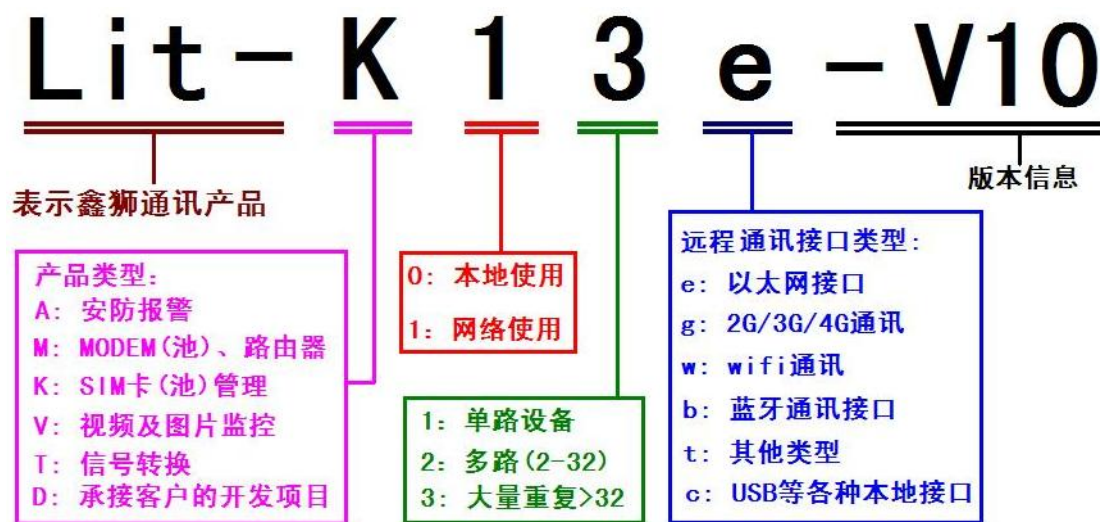 Lit-K13e-V10
表示鑫狮通讯产品
版本信息
产品类型：
A: 安防报警
M: MODEM(池)、路由器
K: SIM卡(池)管理
V: 视频及图片监控
T: 信号转换
D: 承接客户的开发项目
0: 本地使用
1: 网络使用
1: 单路设备
2: 多路(2-32)
3: 大量重复>32
远程通讯接口类型：
e: 以太网接口
g: 2G/3G/4G通讯
w: wifi通讯
b: 蓝牙通讯接口
t: 其他类型
c: USB等各种本地接口